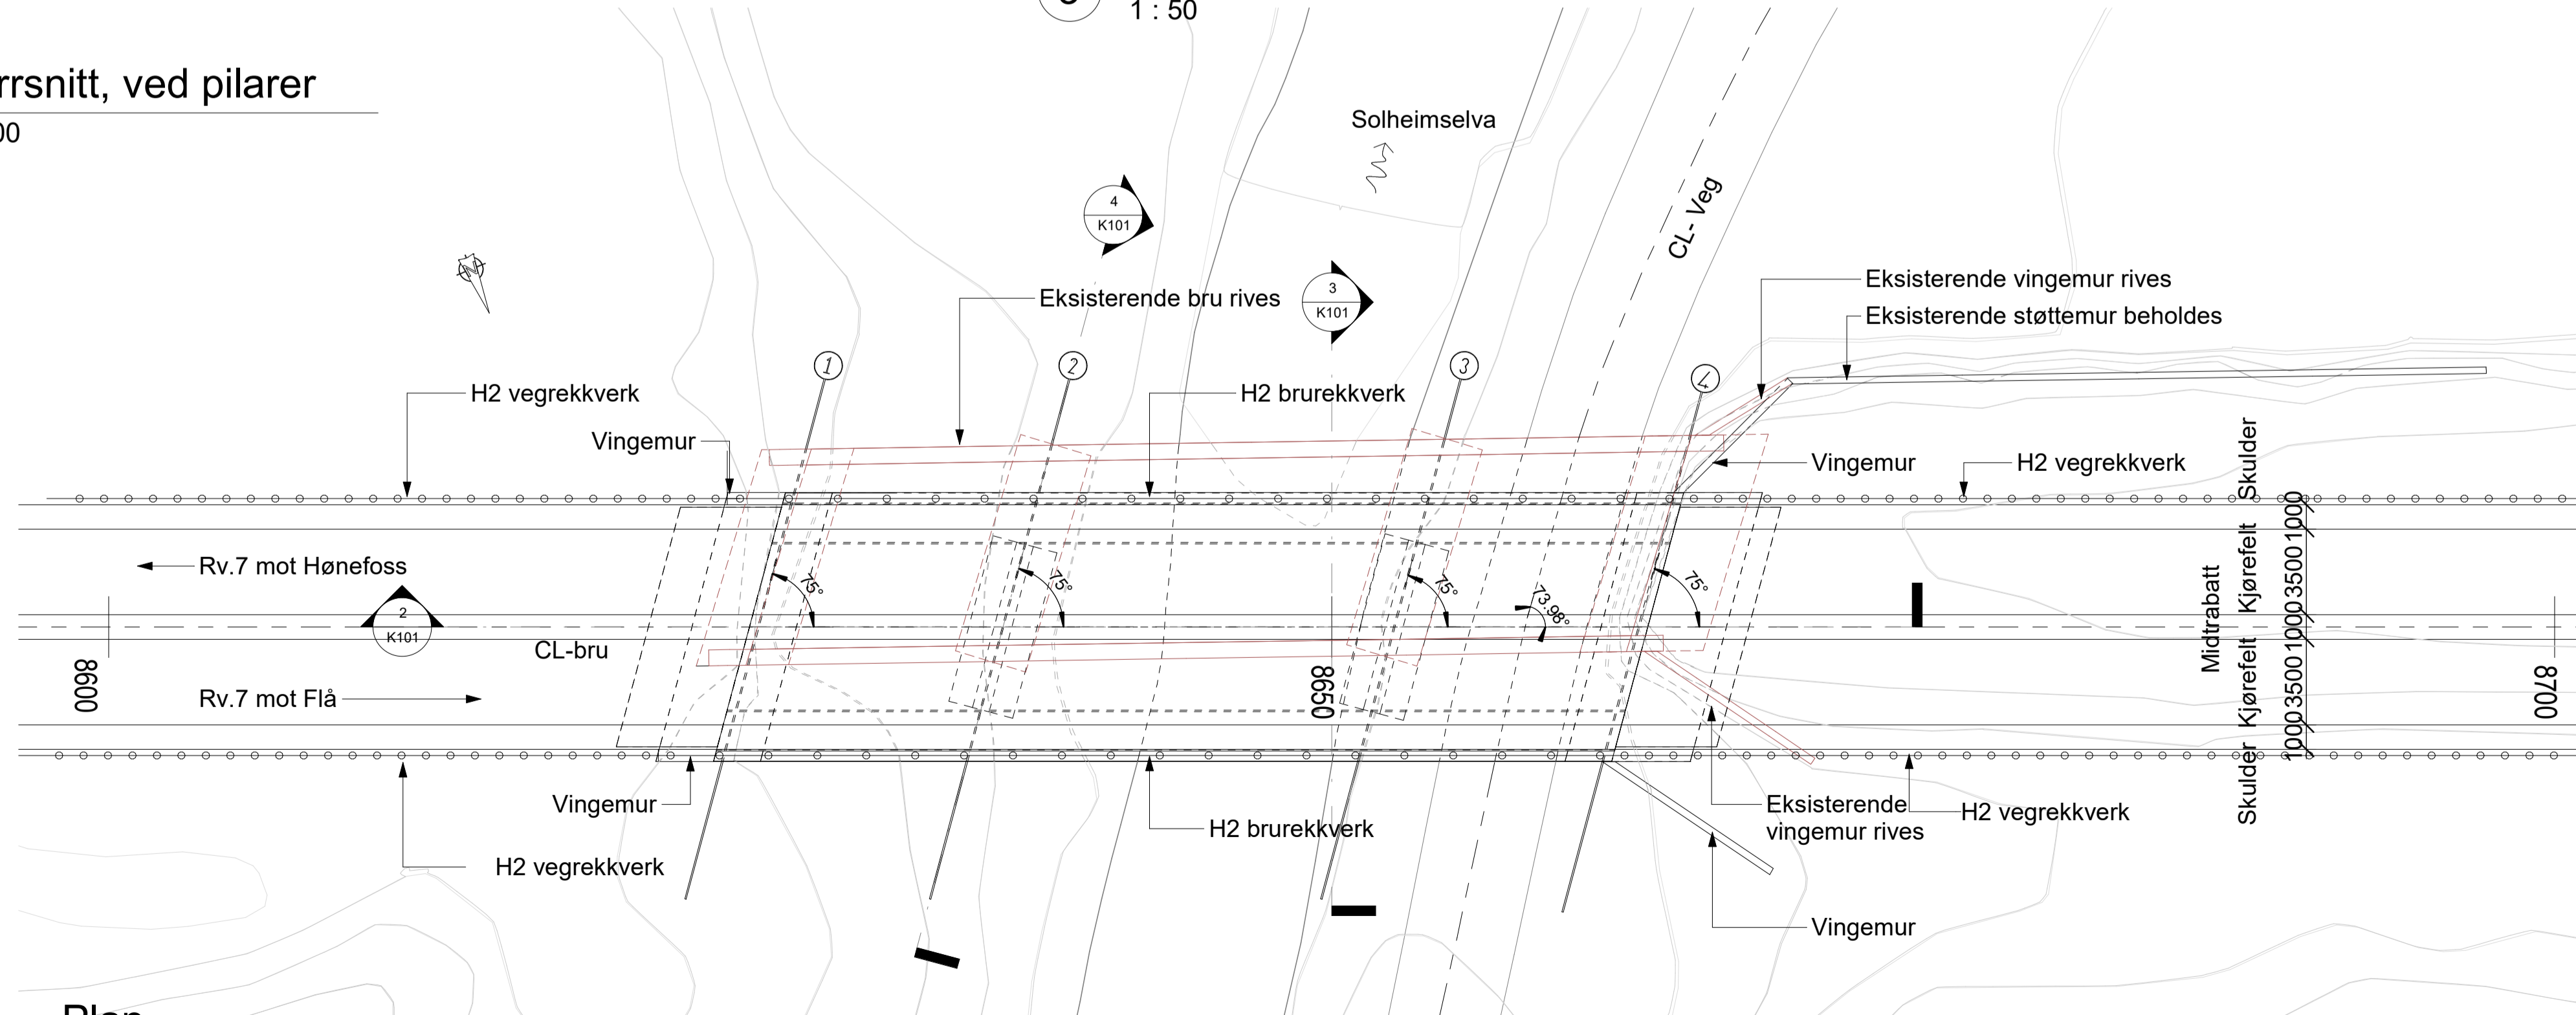 1 : 50
rrsnitt, ved pilarer
00
Solheimselva
4
K101
CL- Veg
N
3
K101
Eksisterende bru rives
Eksisterende vingemur rives
Eksisterende støttemur beholdes
1
2
3
4
H2 vegrekkverk
H2 brurekkverk
Vingemur
Vingemur
H2 vegrekkverk
Rv.7 mot Hønefoss
75°
75°
75°
73.98°
75°
2
K101
CL-bru
8600
8650
8700
Rv.7 mot Flå
Skulder
Kjørefelt
Midtrabatt
Kjørefelt
Skulder
1000
3500
1000
1000
3500
1000
Vingemur
H2 brurekkverk
Eksisterende
vingemur rives
H2 vegrekkverk
H2 vegrekkverk
Vingemur